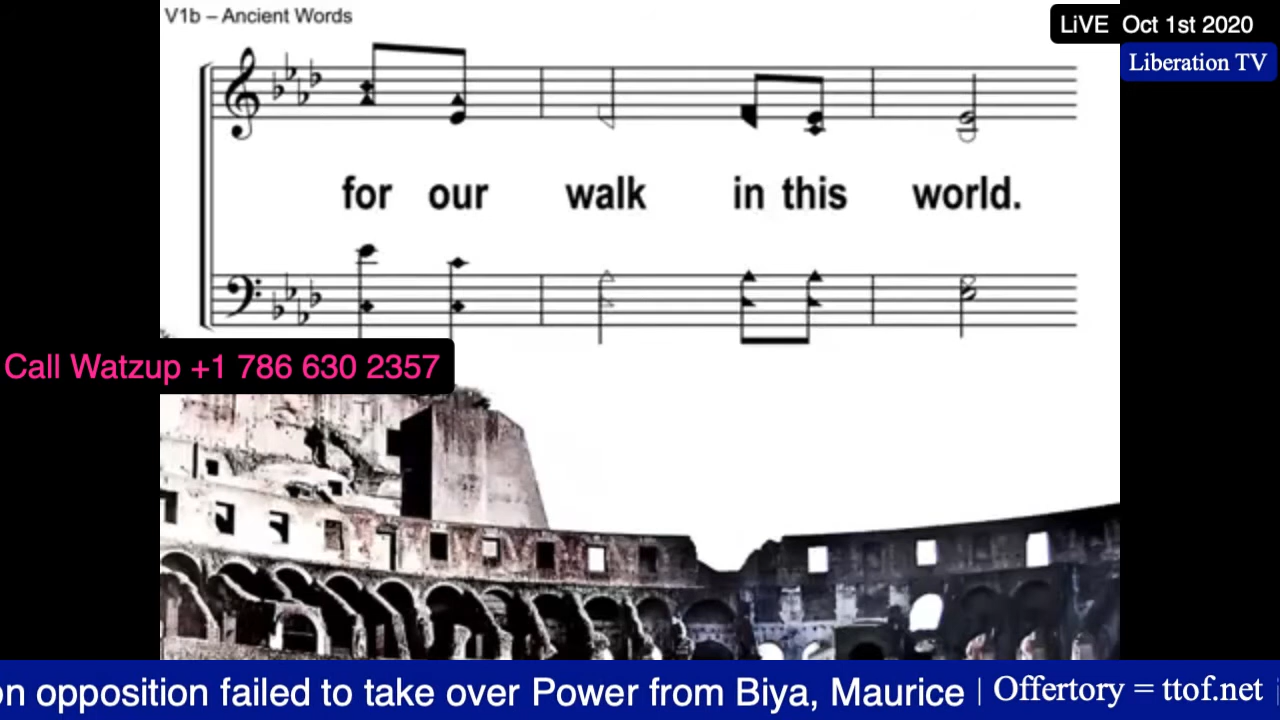 V1b – Ancient Words
LiVE Oct 1st 2020
Liberation TV
for our walk in this world.
Call Watzup +1 786 630 2357
opposition failed to take over Power from Biya, Maurice | Offertory = ttof.net